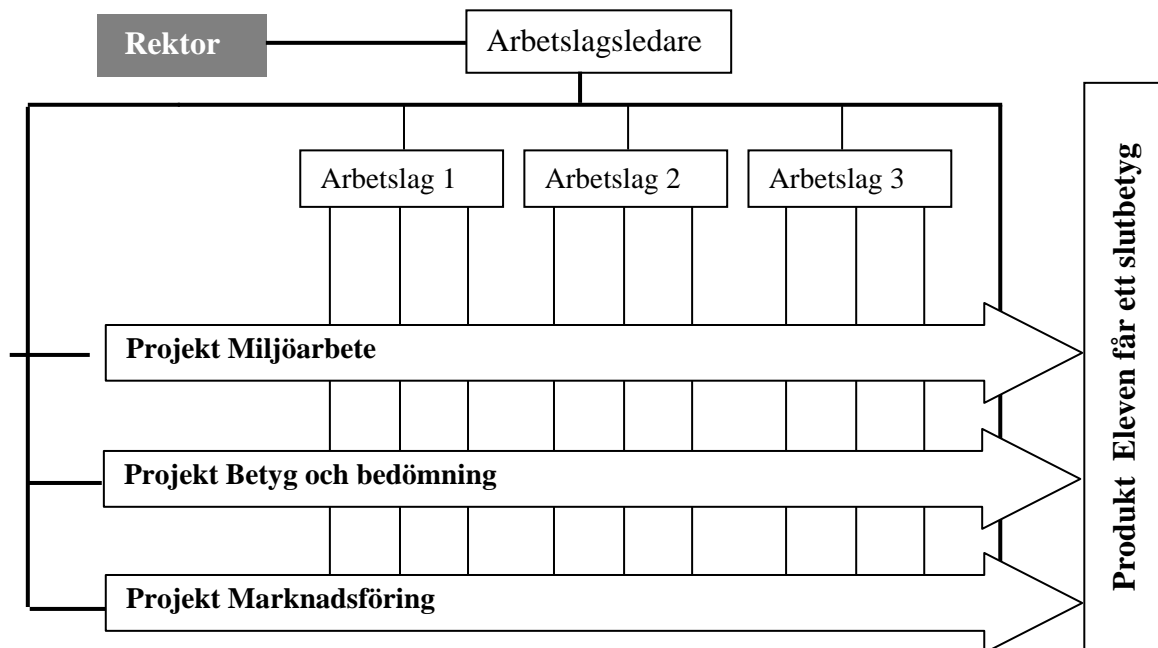 Rektor
Arbetslagsledare
Arbetslag 1
Arbetslag 2
Arbetslag 3
Projekt Miljöarbete
Projekt Betyg och bedömning
Projekt Marknadsföring
Produkt Eleven får ett slutbetyg